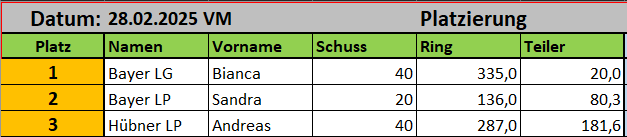 Datum: 28.02.2025 VM Platzierung
Platz Namen Vorname Schuss Ring Teiler
1 Bayer LG Bianca 40 335,0 20,0
2 Bayer LP Sandra 20 136,0 80,3
3 Hübner LP Andreas 40 287,0 181,6